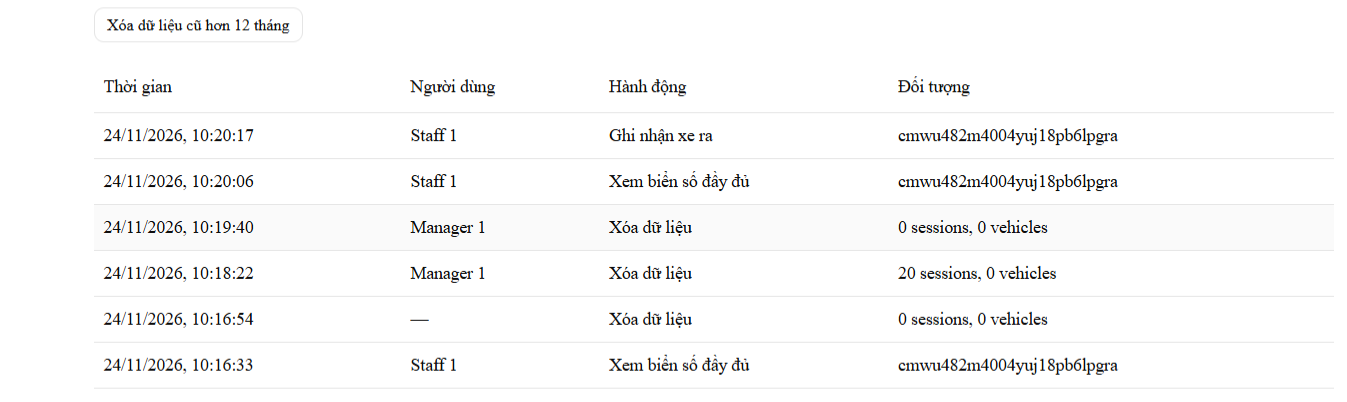 Xóa dữ liệu cũ hơn 12 tháng
Thời gian Người dùng Hành động Đối tượng
24/11/2026, 10:20:17 Staff 1 Ghi nhận xe ra cmwu482m4004yuj18pb6lpgra
24/11/2026, 10:20:06 Staff 1 Xem biển số đầy đủ cmwu482m4004yuj18pb6lpgra
24/11/2026, 10:19:40 Manager 1 Xóa dữ liệu 0 sessions, 0 vehicles
24/11/2026, 10:18:22 Manager 1 Xóa dữ liệu 20 sessions, 0 vehicles
24/11/2026, 10:16:54 — Xóa dữ liệu 0 sessions, 0 vehicles
24/11/2026, 10:16:33 Staff 1 Xem biển số đầy đủ cmwu482m4004yuj18pb6lpgra